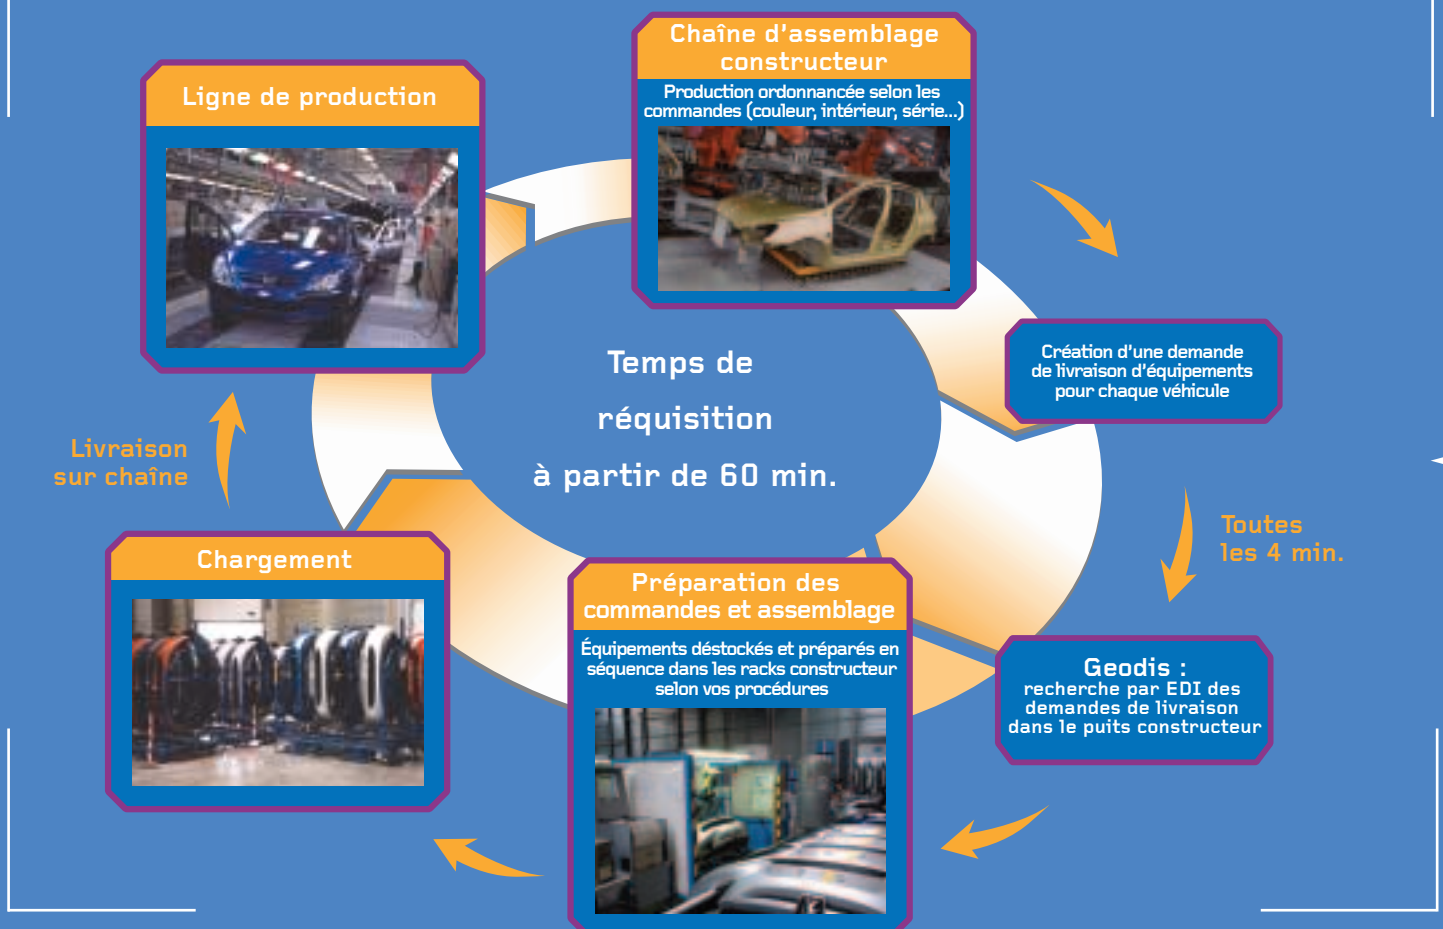 Chaîne d'assemblage
constructeur
Production ordonnancée selon les
commandes (couleur, intérieur, série...)
Ligne de production
Temps de
réquisition
à partir de 60 min.
Création d'une demande
de livraison d'équipements
pour chaque véhicule
Livraison
sur chaîne
Toutes
les 4 min.
Chargement
Préparation des
commandes et assemblage
Équipements déstockés et préparés en
séquence dans les racks constructeur
selon vos procédures
Geodis :
recherche par EDI des
demandes de livraison
dans le puits constructeur